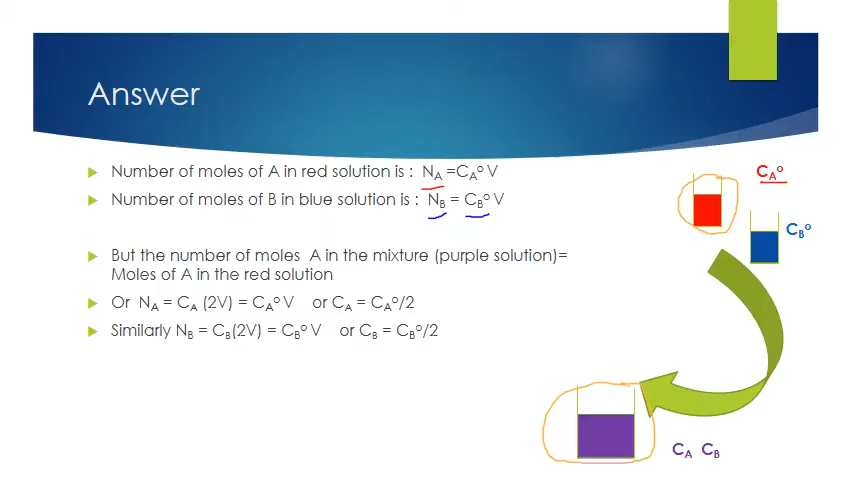 Answer
Number of moles of A in red solution is : N_A =C_A° V
Number of moles of B in blue solution is : N_B = C_B° V
But the number of moles A in the mixture (purple solution)=
Moles of A in the red solution
Or N_A = C_A (2V) = C_A° V or C_A = C_A°/2
Similarly N_B = C_B(2V) = C_B° V or C_B = C_B°/2
C_A°
C_B°
C_A C_B